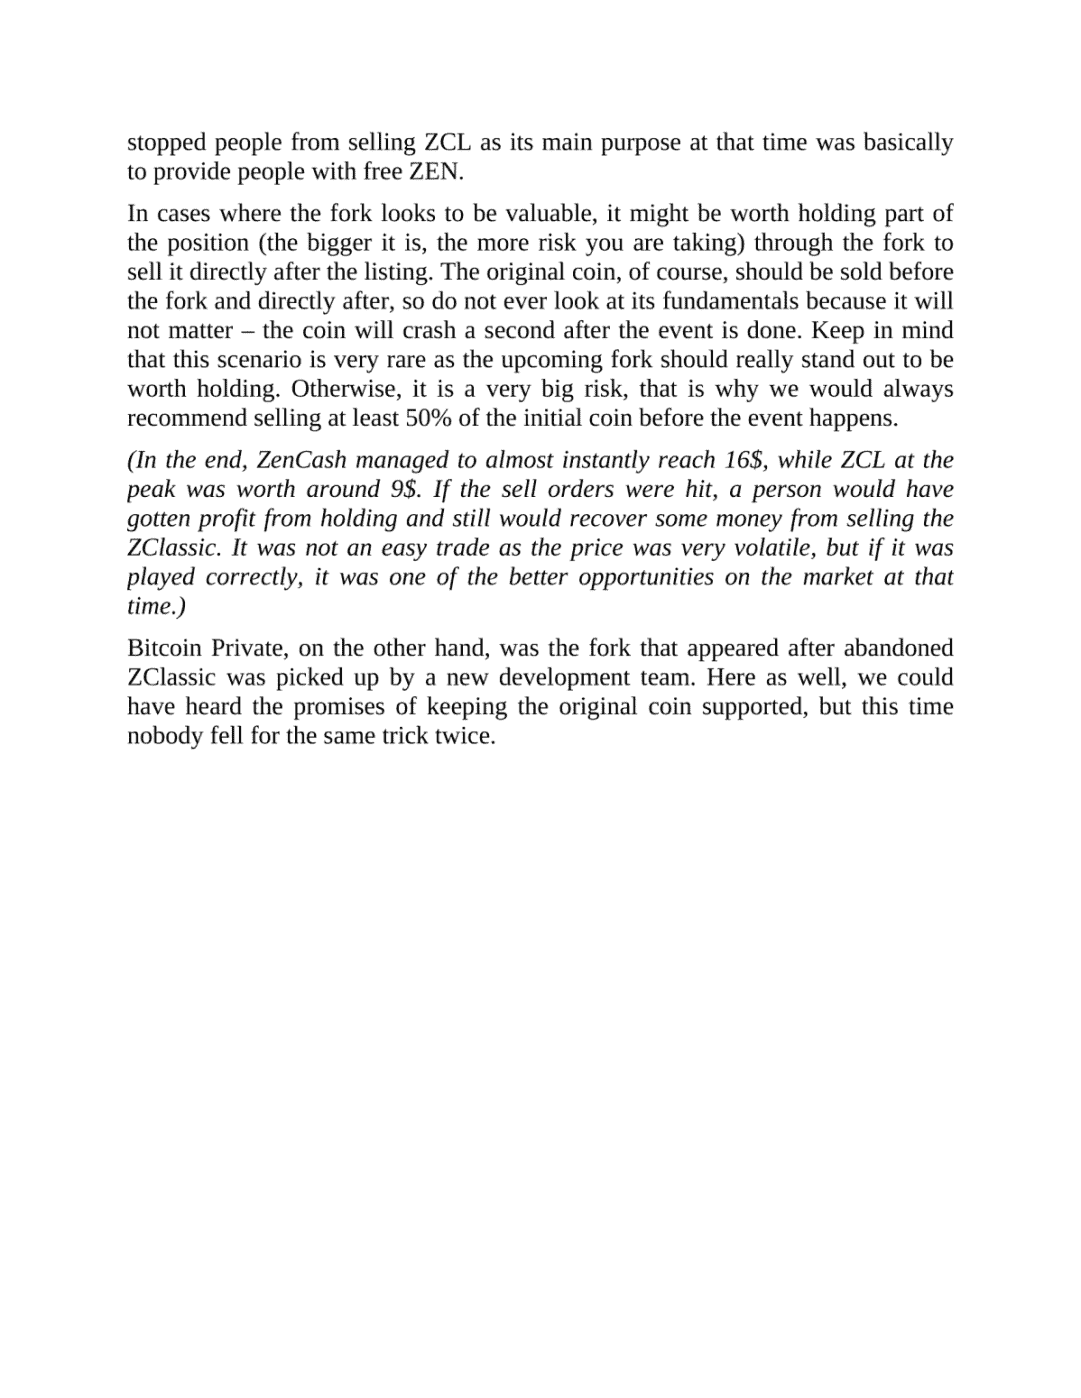 stopped people from selling ZCL as its main purpose at that time was basically
to provide people with free ZEN.
In cases where the fork looks to be valuable, it might be worth holding part of
the position (the bigger it is, the more risk you are taking) through the fork to
sell it directly after the listing. The original coin, of course, should be sold before
the fork and directly after, so do not ever look at its fundamentals because it will
not matter – the coin will crash a second after the event is done. Keep in mind
that this scenario is very rare as the upcoming fork should really stand out to be
worth holding. Otherwise, it is a very big risk, that is why we would always
recommend selling at least 50% of the initial coin before the event happens.
(In the end, ZenCash managed to almost instantly reach 16$, while ZCL at the
peak was worth around 9$. If the sell orders were hit, a person would have
gotten profit from holding and still would recover some money from selling the
ZClassic. It was not an easy trade as the price was very volatile, but if it was
played correctly, it was one of the better opportunities on the market at that
time.)
Bitcoin Private, on the other hand, was the fork that appeared after abandoned
ZClassic was picked up by a new development team. Here as well, we could
have heard the promises of keeping the original coin supported, but this time
nobody fell for the same trick twice.